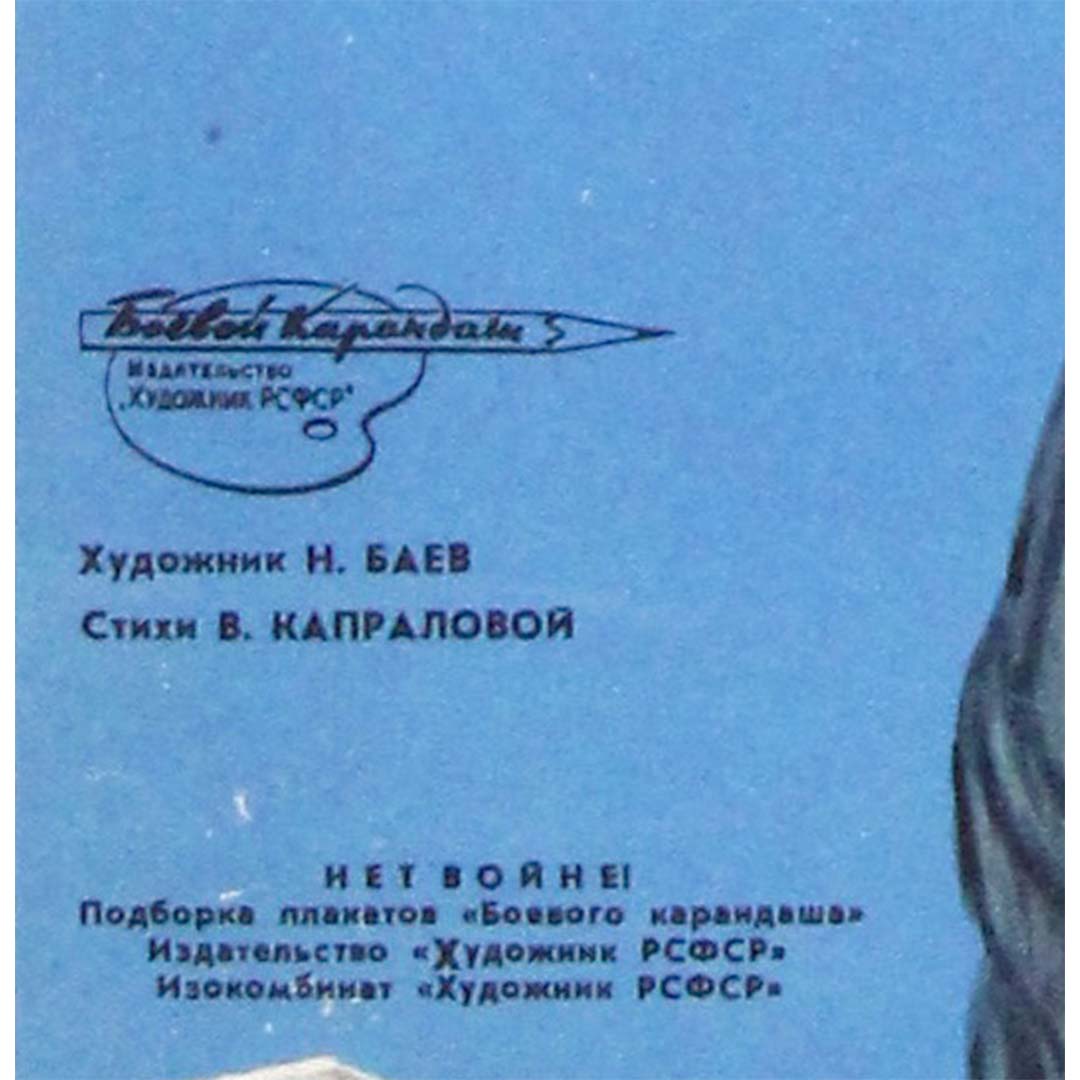 Боевой Карандаш
Издательство
„Художник РСФСР"
Художник Н. БАЕВ
Стихи В. КАПРАЛОВОЙ
НЕТ ВОЙНЕ!
Подборка плакатов «Боевого карандаша»
Издательство «Художник РСФСР»
Изокомбинат «Художник РСФСР»